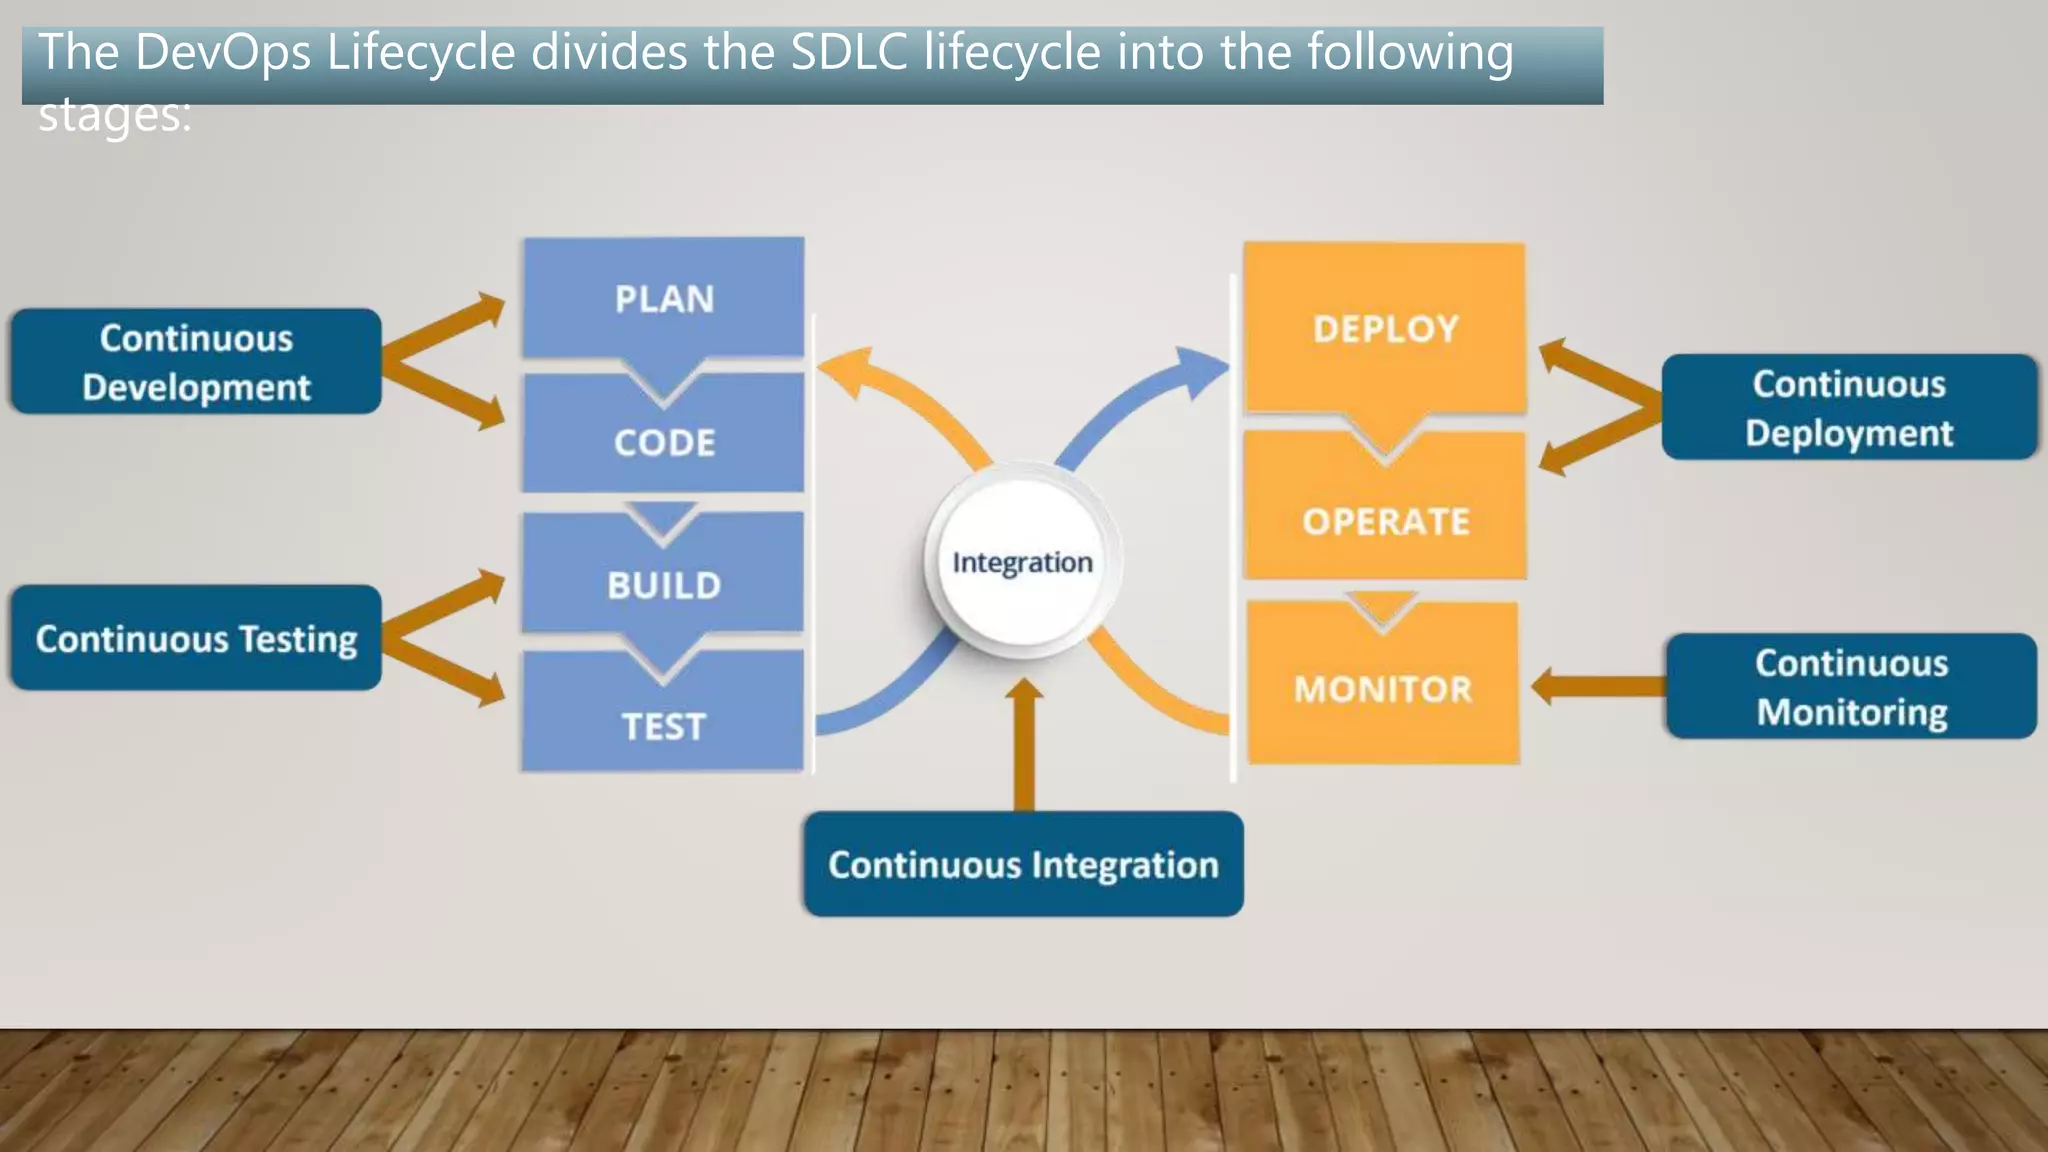 The DevOps Lifecycle divides the SDLC lifecycle into the following
stages:
Continuous
Development
Continuous Testing
PLAN
CODE
BUILD
TEST
Integration
Continuous Integration
DEPLOY
OPERATE
MONITOR
Continuous
Deployment
Continuous
Monitoring